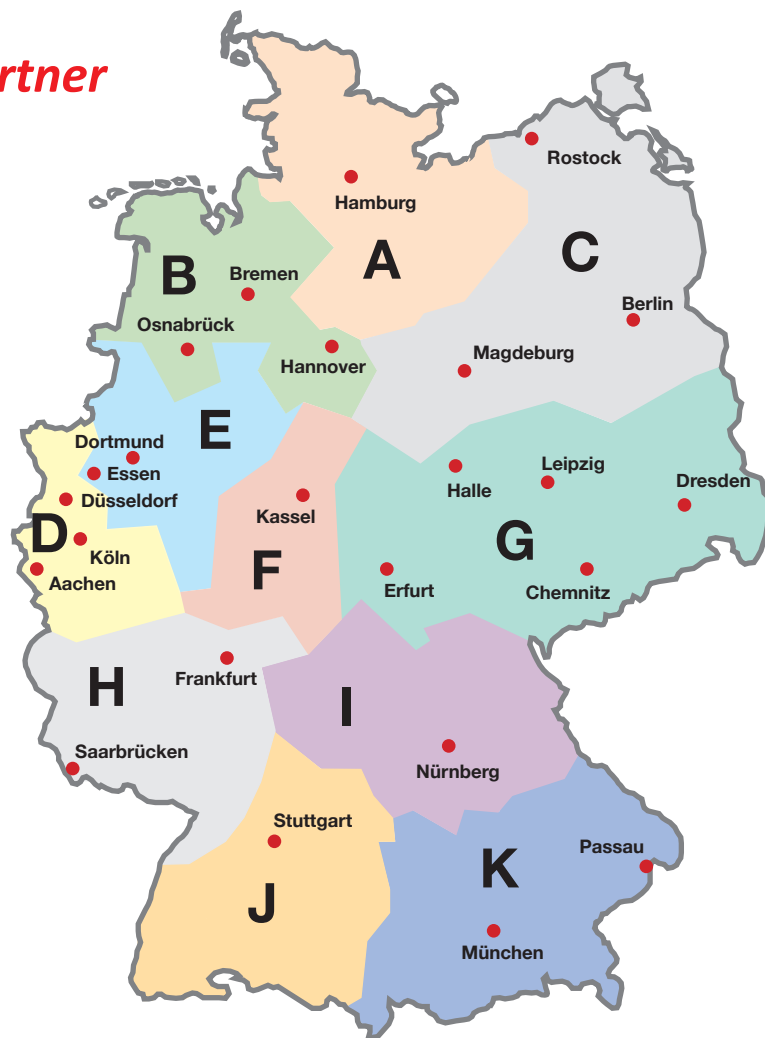 rtner
Rostock
Hamburg
A
C
B
Bremen
Berlin
Osnabrück
Hannover
Magdeburg
E
Dortmund
Essen
Leipzig
Halle
Dresden
Düsseldorf
Kassel
D
G
Köln
F
Aachen
Erfurt
Chemnitz
H
Frankfurt
I
Saarbrücken
Nürnberg
Stuttgart
Passau
K
J
München